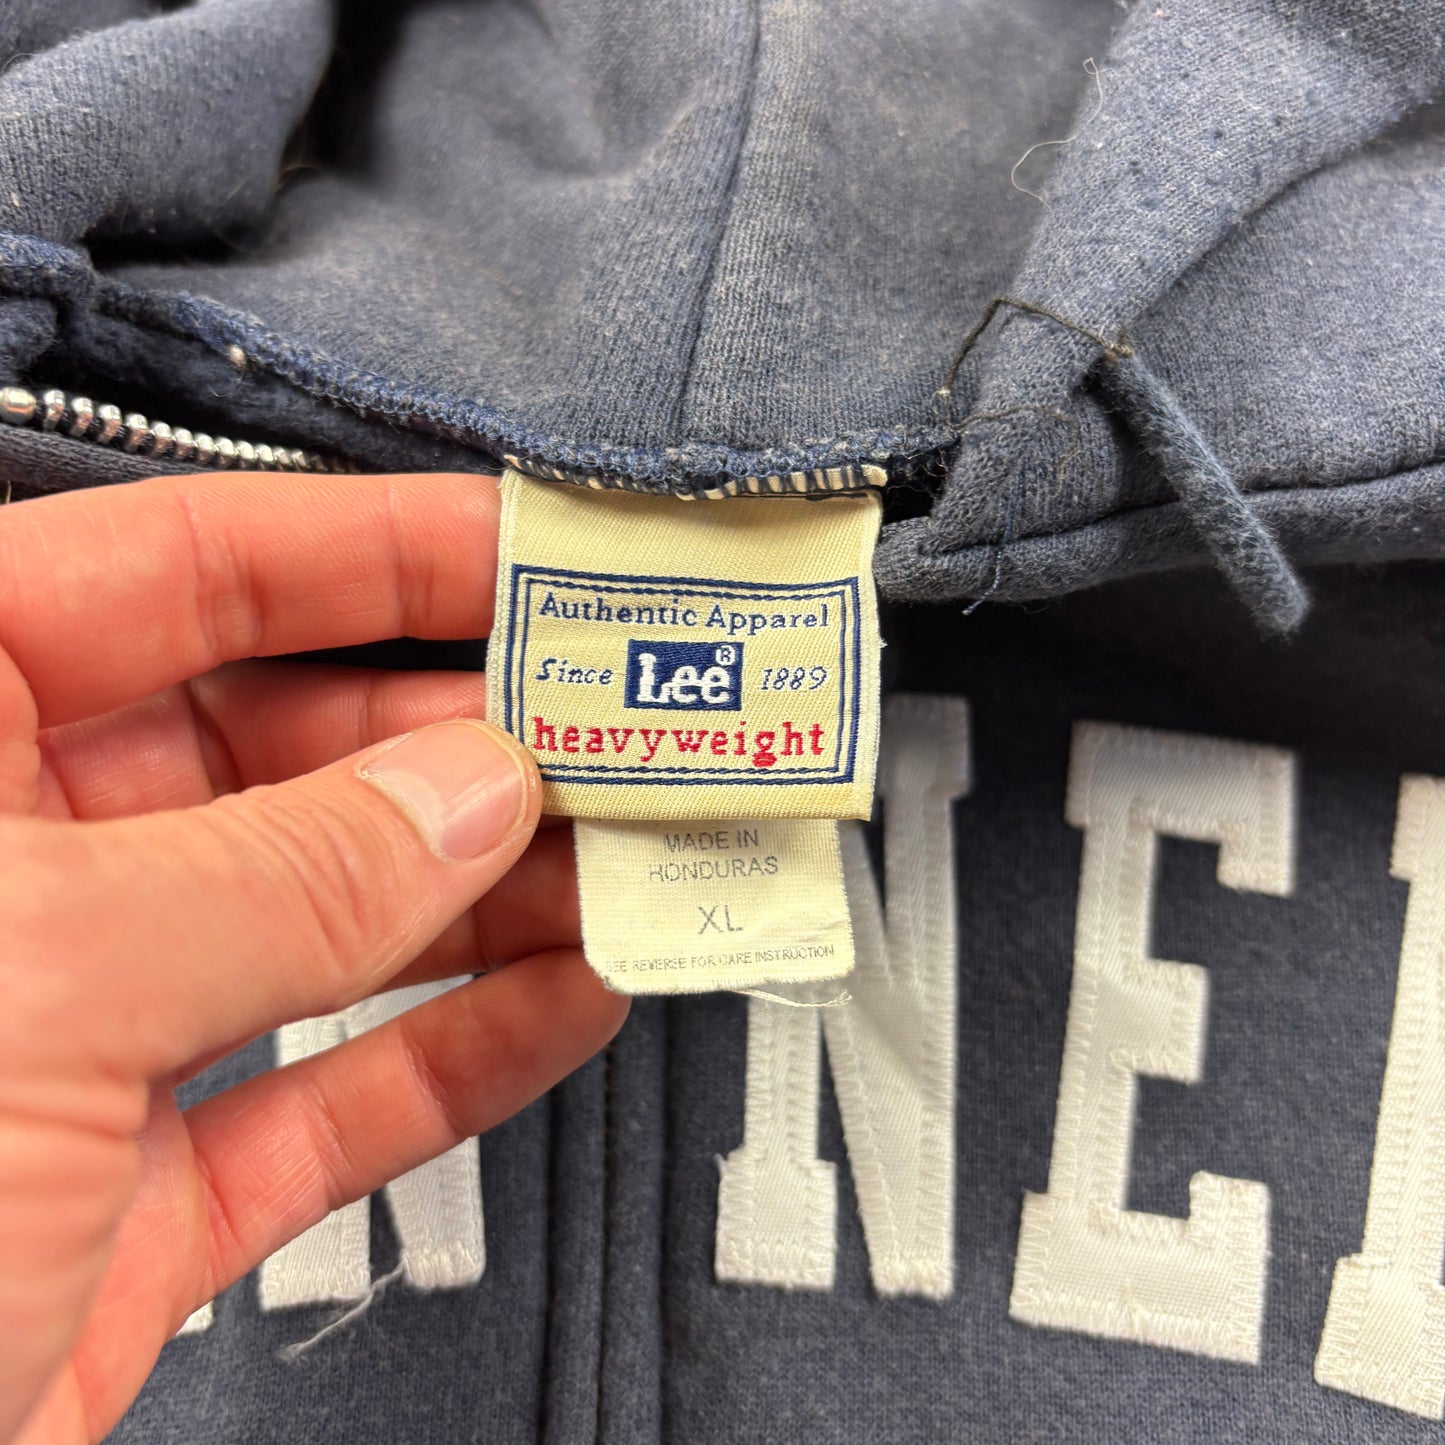 Authentic Apparel
Since Lee® 1889
heavyweight
MADE IN
HONDURAS
XL
SEE REVERSE FOR CARE INSTRUCTION
NE